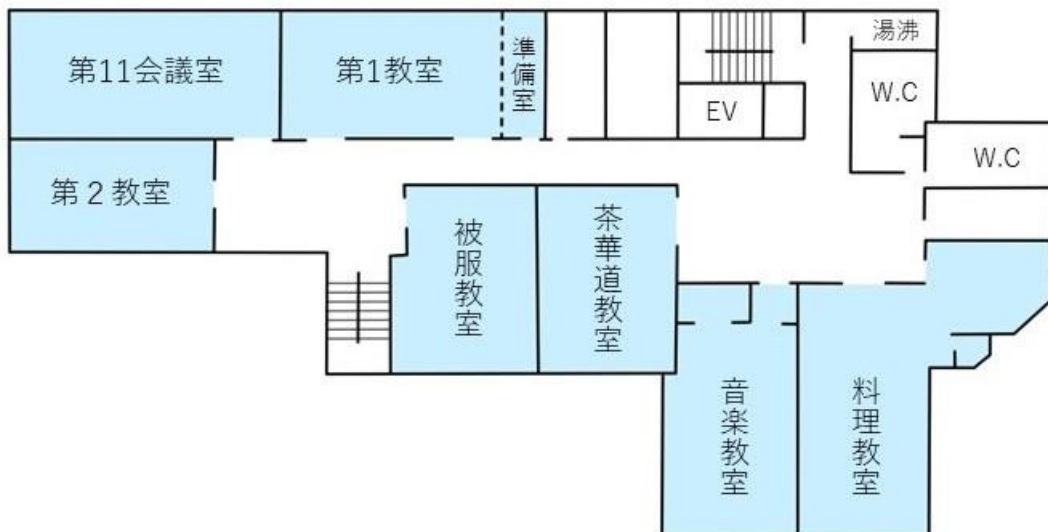 第11会議室
第1教室
準備室
湯沸
EV
W.C
W.C
第２教室
被服教室
茶華道教室
音楽教室
料理教室